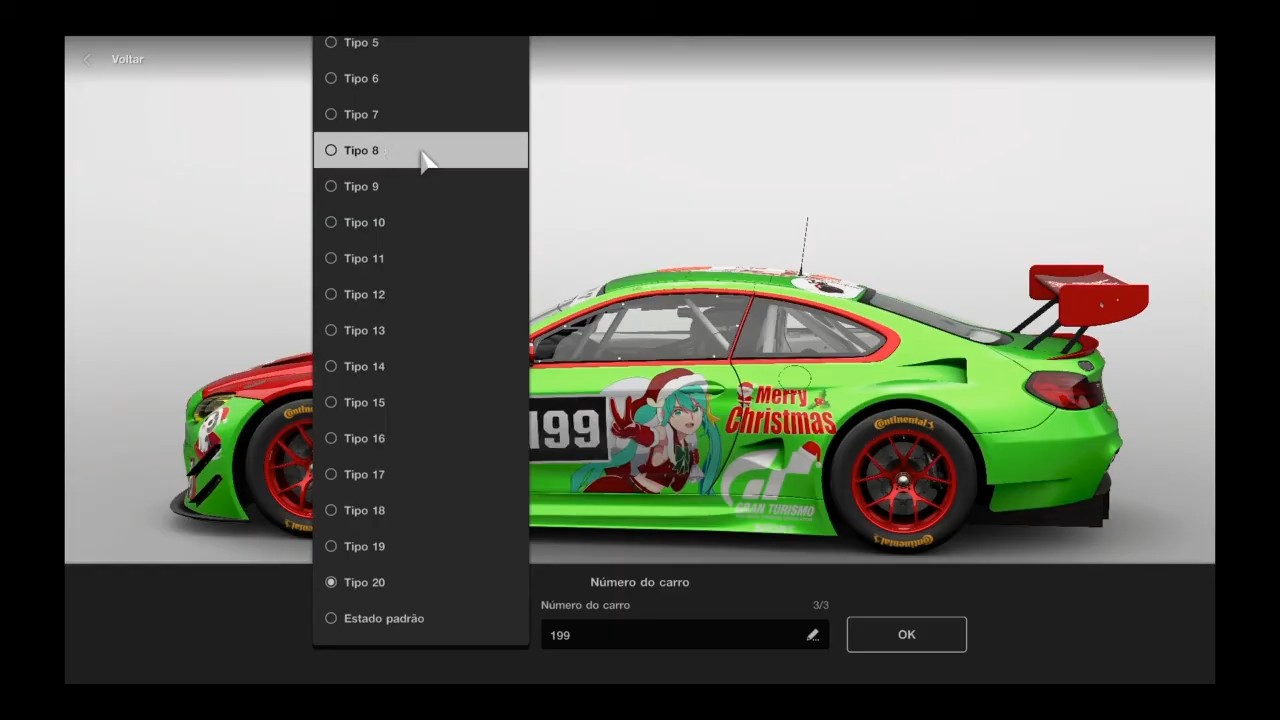 Voltar
Tipo 5
Tipo 6
Tipo 7
Tipo 8
Tipo 9
Tipo 10
Tipo 11
Tipo 12
Tipo 13
Tipo 14
Tipo 15
Tipo 16
Tipo 17
Tipo 18
Tipo 19
Tipo 20
Estado padrão
Merry
Christmas
199
GT
GRAN TURISMO
Continental
Continental
Número do carro
Número do carro
3/3
199
OK